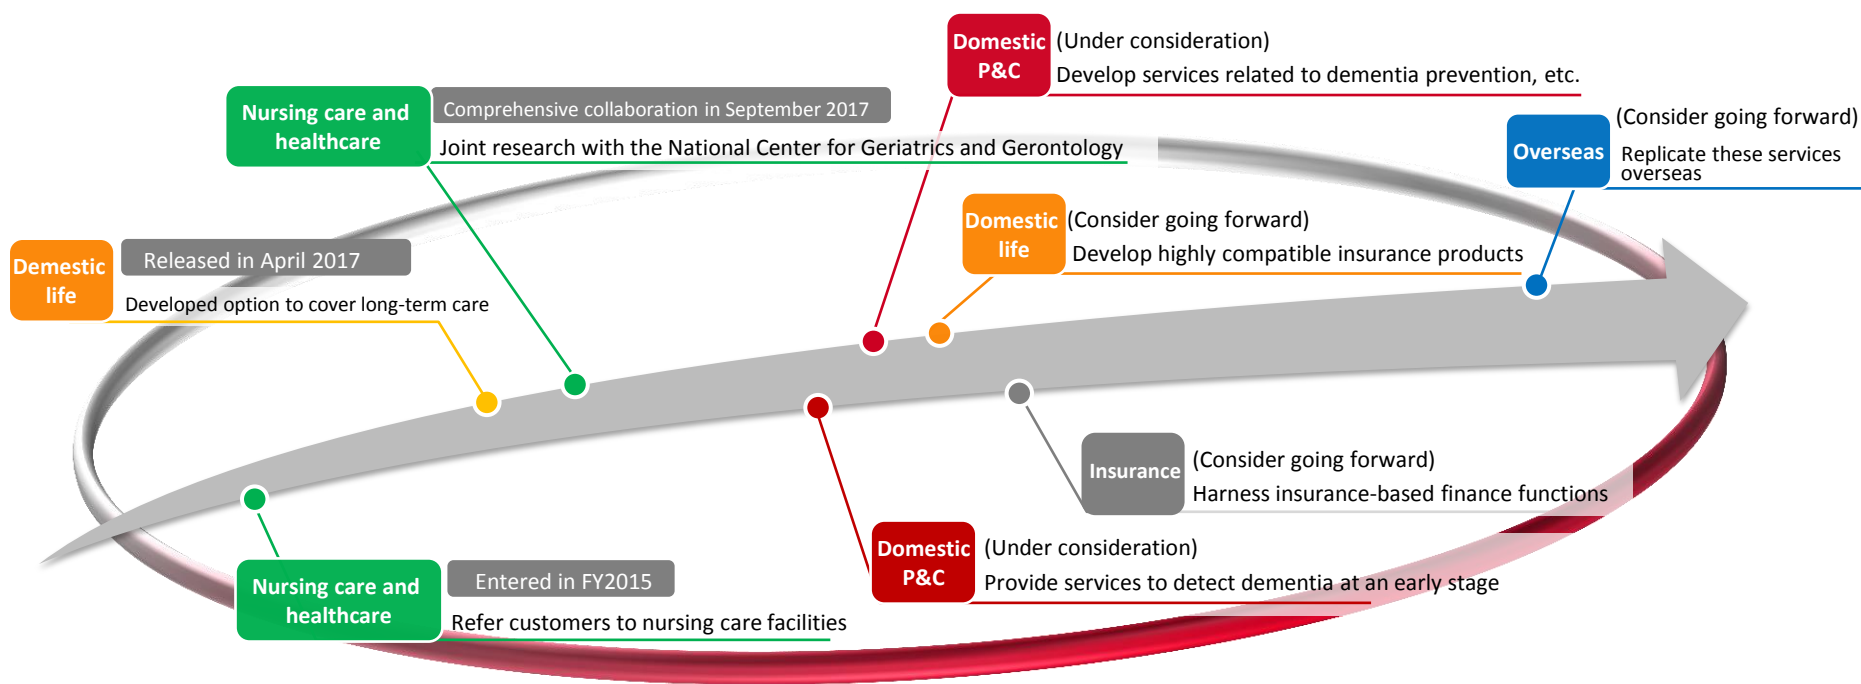 Domestic
P&C
(Under consideration)
Develop services related to dementia prevention, etc.
Nursing care and
healthcare
Comprehensive collaboration in September 2017
Joint research with the National Center for Geriatrics and Gerontology
Overseas
(Consider going forward)
Replicate these services
overseas
Domestic
life
(Consider going forward)
Develop highly compatible insurance products
Demestic
life
Released in April 2017
Developed option to cover long-term care
Insurance
(Consider going forward)
Harness insurance-based finance functions
Domestic
P&C
(Under consideration)
Provide services to detect dementia at an early stage
Nursing care and
healthcare
Entered in FY2015
Refer customers to nursing care facilities